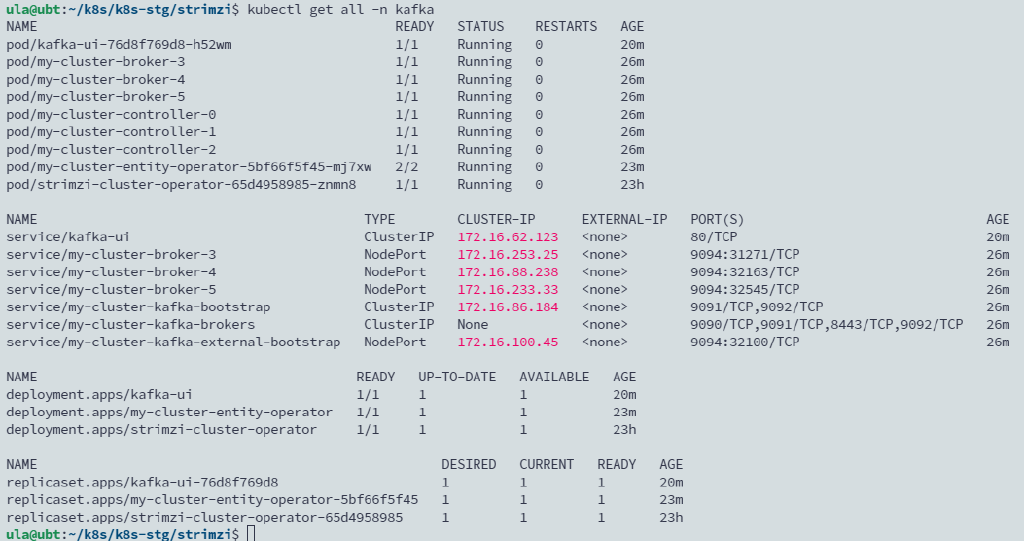 ula@ubt:~/k8s/k8s-stg/strimzi$ kubectl get all -n kafka
NAME READY STATUS RESTARTS AGE
pod/kafka-ui-76d8f769d8-h52wm 1/1 Running 0 20m
pod/my-cluster-broker-3 1/1 Running 0 26m
pod/my-cluster-broker-4 1/1 Running 0 26m
pod/my-cluster-broker-5 1/1 Running 0 26m
pod/my-cluster-controller-0 1/1 Running 0 26m
pod/my-cluster-controller-1 1/1 Running 0 26m
pod/my-cluster-controller-2 1/1 Running 0 26m
pod/my-cluster-entity-operator-5bf66f5f45-mj7xw 2/2 Running 0 23m
pod/strimzi-cluster-operator-65d4958985-znmn8 1/1 Running 0 23h
NAME TYPE CLUSTER-IP EXTERNAL-IP PORT(S) AGE
service/kafka-ui ClusterIP 172.16.62.123 <none> 80/TCP 20m
service/my-cluster-broker-3 NodePort 172.16.253.25 <none> 9094:31271/TCP 26m
service/my-cluster-broker-4 NodePort 172.16.88.238 <none> 9094:32163/TCP 26m
service/my-cluster-broker-5 NodePort 172.16.233.33 <none> 9094:32545/TCP 26m
service/my-cluster-kafka-bootstrap ClusterIP 172.16.86.184 <none> 9091/TCP,9092/TCP 26m
service/my-cluster-kafka-brokers ClusterIP None <none> 9090/TCP,9091/TCP,8443/TCP,9092/TCP 26m
service/my-cluster-kafka-external-bootstrap NodePort 172.16.100.45 <none> 9094:32100/TCP 26m
NAME READY UP-TO-DATE AVAILABLE AGE
deployment.apps/kafka-ui 1/1 1 1 20m
deployment.apps/my-cluster-entity-operator 1/1 1 1 23m
deployment.apps/strimzi-cluster-operator 1/1 1 1 23h
NAME DESIRED CURRENT READY AGE
replicaset.apps/kafka-ui-76d8f769d8 1 1 1 20m
replicaset.apps/my-cluster-entity-operator-5bf66f5f45 1 1 1 23m
replicaset.apps/strimzi-cluster-operator-65d4958985 1 1 1 23h
ula@ubt:~/k8s/k8s-stg/strimzi$